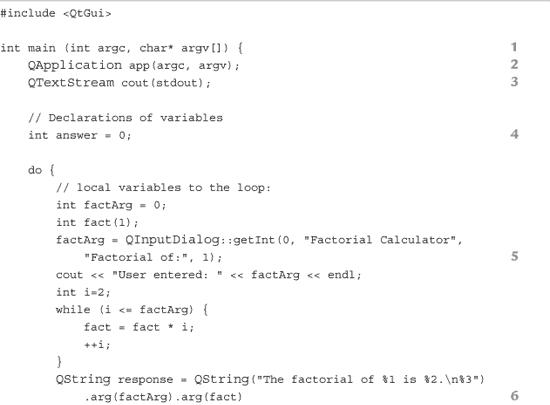 #include <QtGui>

int main (int argc, char* argv[]) { 1
    QApplication app(argc, argv); 2
    QTextStream cout(stdout); 3

    // Declarations of variables
    int answer = 0; 4

    do {
        // local variables to the loop:
        int factArg = 0;
        int fact(1);
        factArg = QInputDialog::getInt(0, "Factorial Calculator",
            "Factorial of:", 1); 5
        cout << "User entered: " << factArg << endl;
        int i=2;
        while (i <= factArg) {
            fact = fact * i;
            ++i;
        }
        QString response = QString("The factorial of %1 is %2.\n%3")
            .arg(factArg).arg(fact) 6